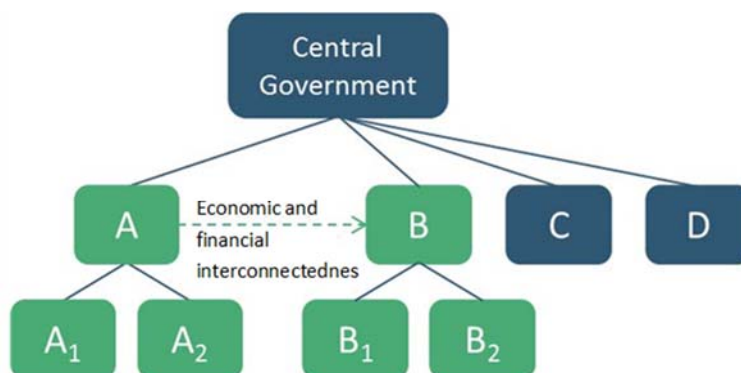 Central
Government
A
Economic and
financial
interconnectednes
B
C
D
A₁
A₂
B₁
B₂